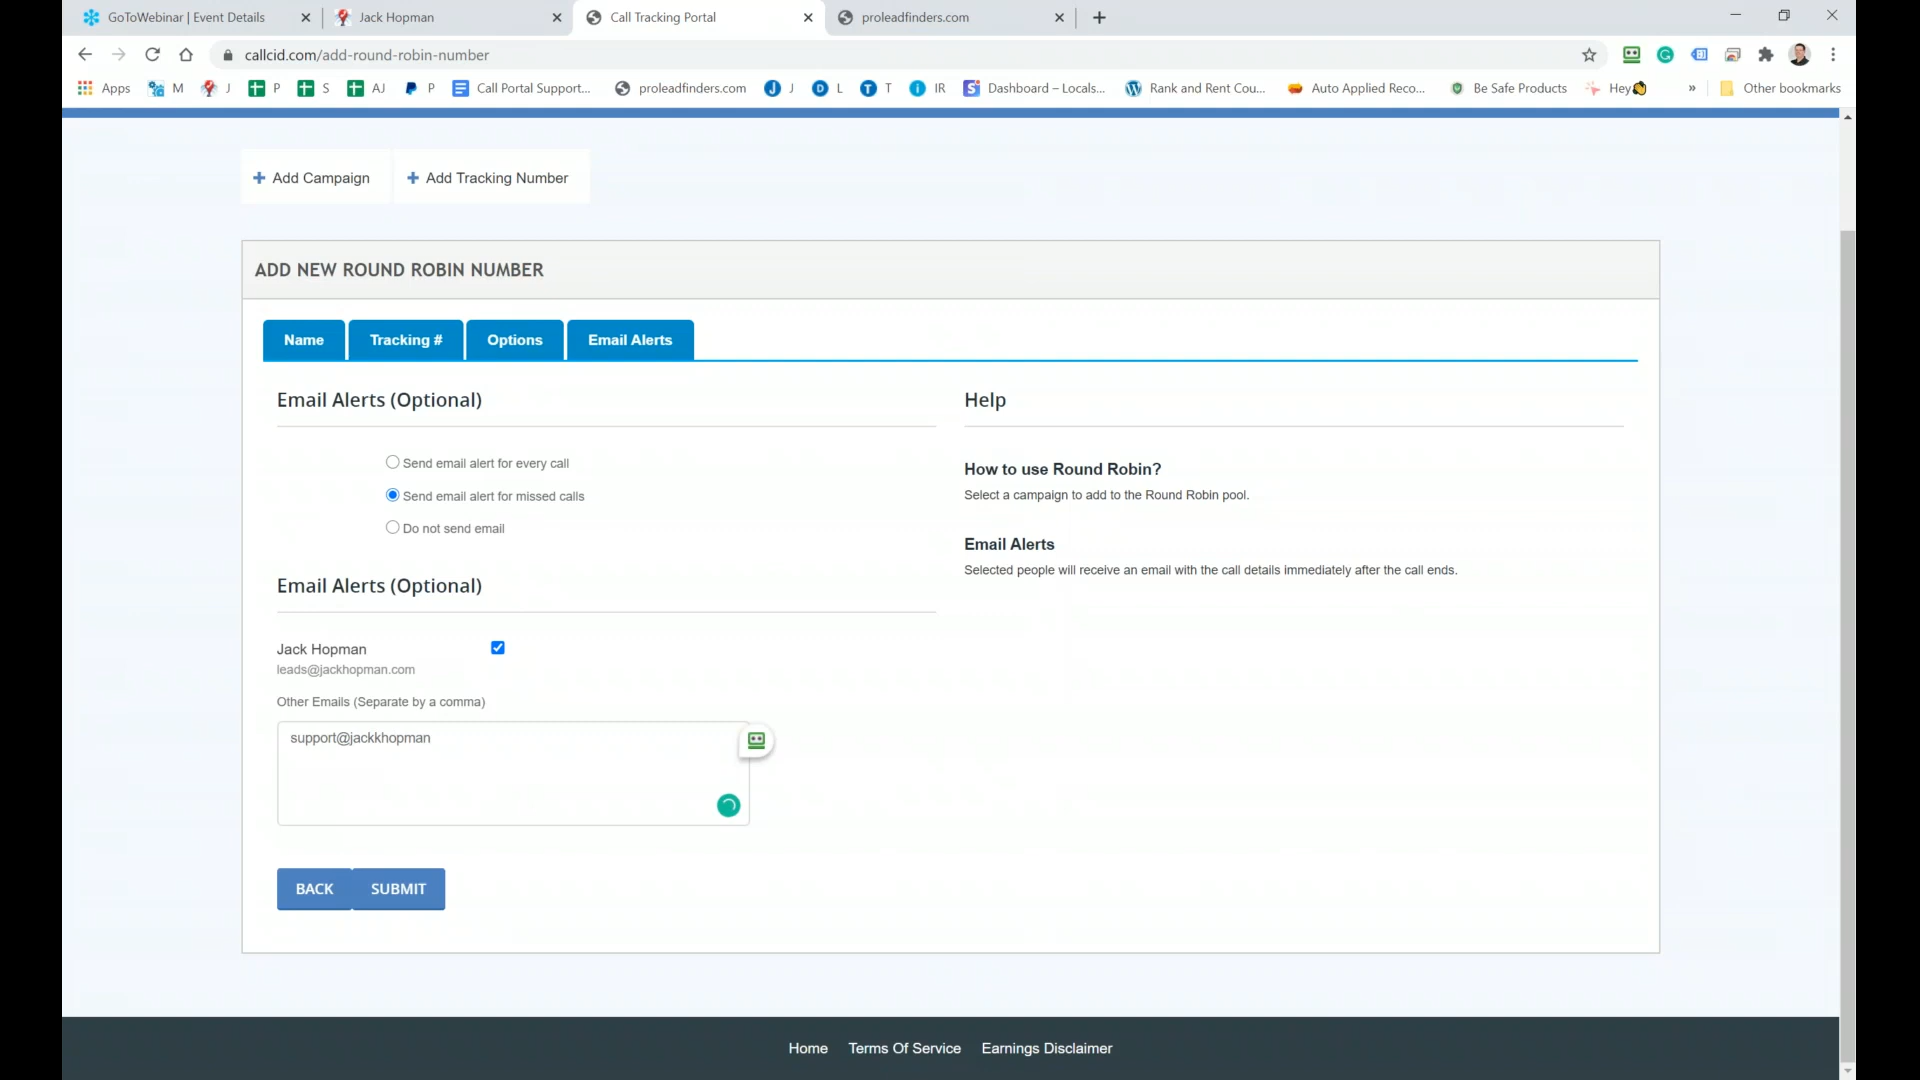 GoToWebinar | Event Details
Jack Hopman
Call Tracking Portal
proleadfinders.com
callcid.com/add-round-robin-number
Apps M J P S AJ P Call Portal Support... proleadfinders.com J L T IR Dashboard – Locals... Rank and Rent Cou... Auto Applied Reco... Be Safe Products Hey » Other bookmarks
+ Add Campaign
+ Add Tracking Number
ADD NEW ROUND ROBIN NUMBER
Name Tracking # Options Email Alerts
Email Alerts (Optional)
Send email alert for every call
Send email alert for missed calls
Do not send email
Email Alerts (Optional)
Jack Hopman
leads@jackhopman.com
Other Emails (Separate by a comma)
support@jackkhopman
BACK SUBMIT
Help
How to use Round Robin?
Select a campaign to add to the Round Robin pool.
Email Alerts
Selected people will receive an email with the call details immediately after the call ends.
Home Terms Of Service Earnings Disclaimer